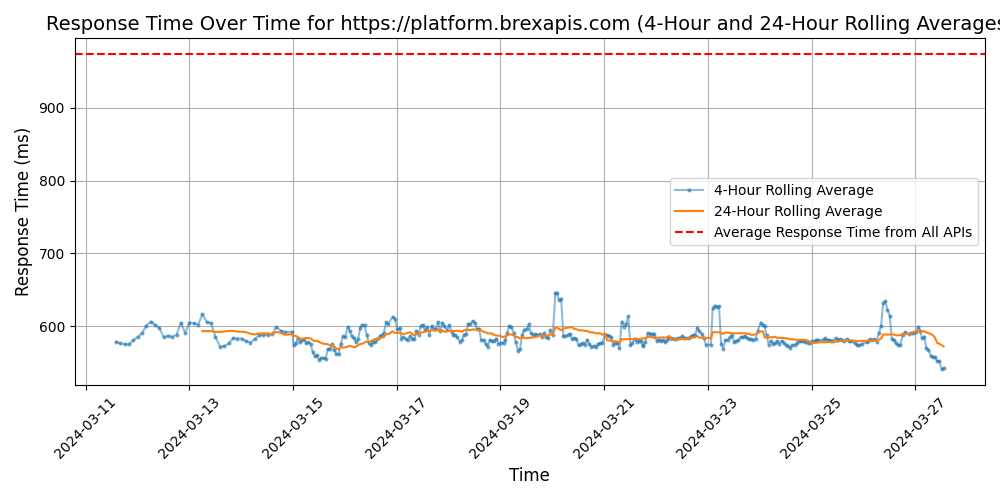 Response Time Over Time for https://platform.brexapis.com (4-Hour and 24-Hour Rolling Averages
Response Time (ms)
900
800
700
600
4-Hour Rolling Average
24-Hour Rolling Average
Average Response Time from All APIs
2024-03-11
2024-03-13
2024-03-15
2024-03-17
2024-03-19
2024-03-21
2024-03-23
2024-03-25
2024-03-27
Time